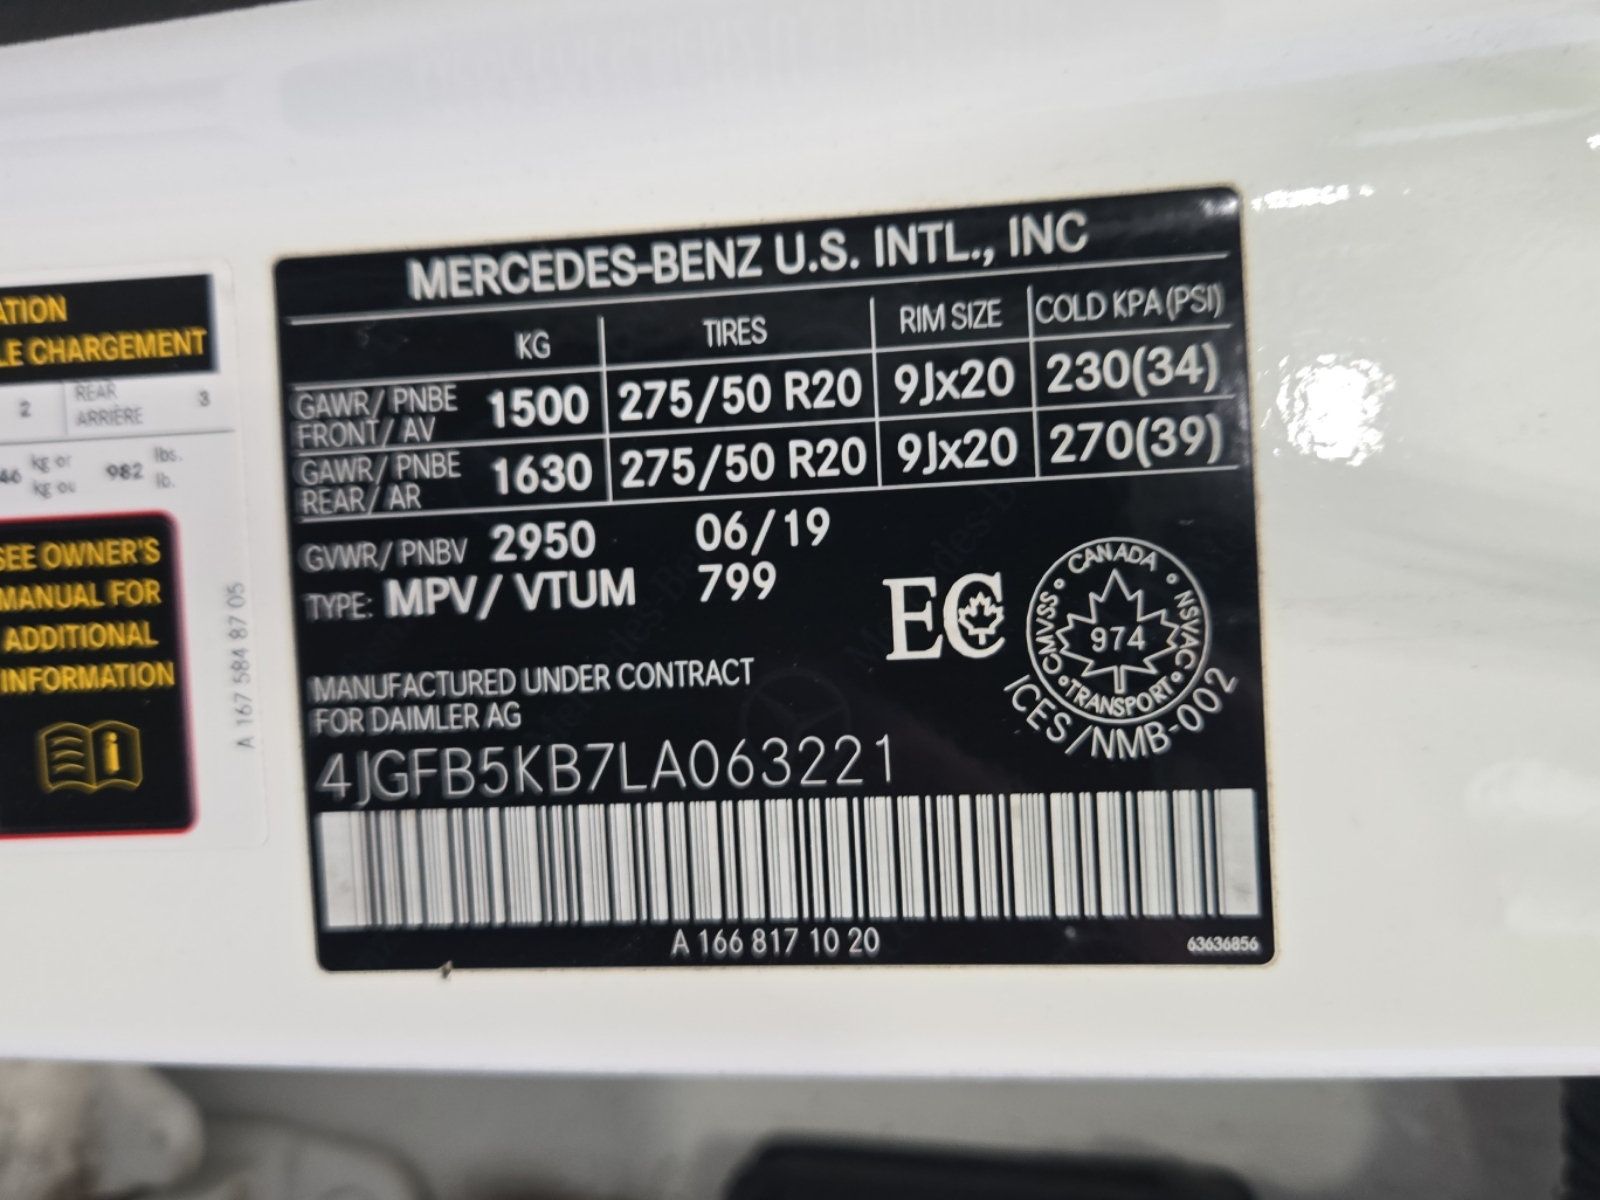 ATION
LE CHARGEMENT
2 REAR 3
ARRIÈRE
46 kg or 982 lbs.
kg ou lb.
SEE OWNER'S
MANUAL FOR
ADDITIONAL
INFORMATION
i
A 167 584 87 05
MERCEDES-BENZ U.S. INTL., INC
KG TIRES RIM SIZE COLD KPA (PSI)
GAWR/ PNBE 1500 275/50 R20 9Jx20 230(34)
FRONT/ AV
GAWR/ PNBE 1630 275/50 R20 9Jx20 270(39)
REAR/ AR
GVWR/ PNBV 2950 06/19
TYPE: MPV/ VTUM 799
EC
CANADA
CMVSS 974 NSVAC
TRANSPORT
ICES/NMB-002
MANUFACTURED UNDER CONTRACT
FOR DAIMLER AG
4JGFB5KB7LA063221
A 166 817 10 20 63636856